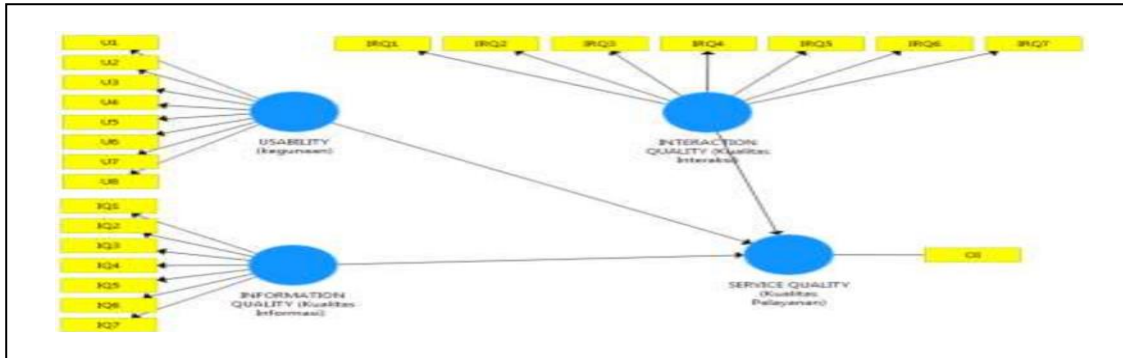 U1
U2
U3
U4
U5
U6
U7
U8
IRQ1
IRQ2
IRQ3
IRQ4
IRQ5
IRQ6
IRQ7
USABILITY
(kegunaan)
INTERACTION
QUALITY (Kualitas
Interaksi)
IQ1
IQ2
IQ3
IQ4
IQ5
IQ6
IQ7
INFORMATION
QUALITY (Kualitas
Informasi)
SERVICE QUALITY
(Kualitas
Pelayanan)